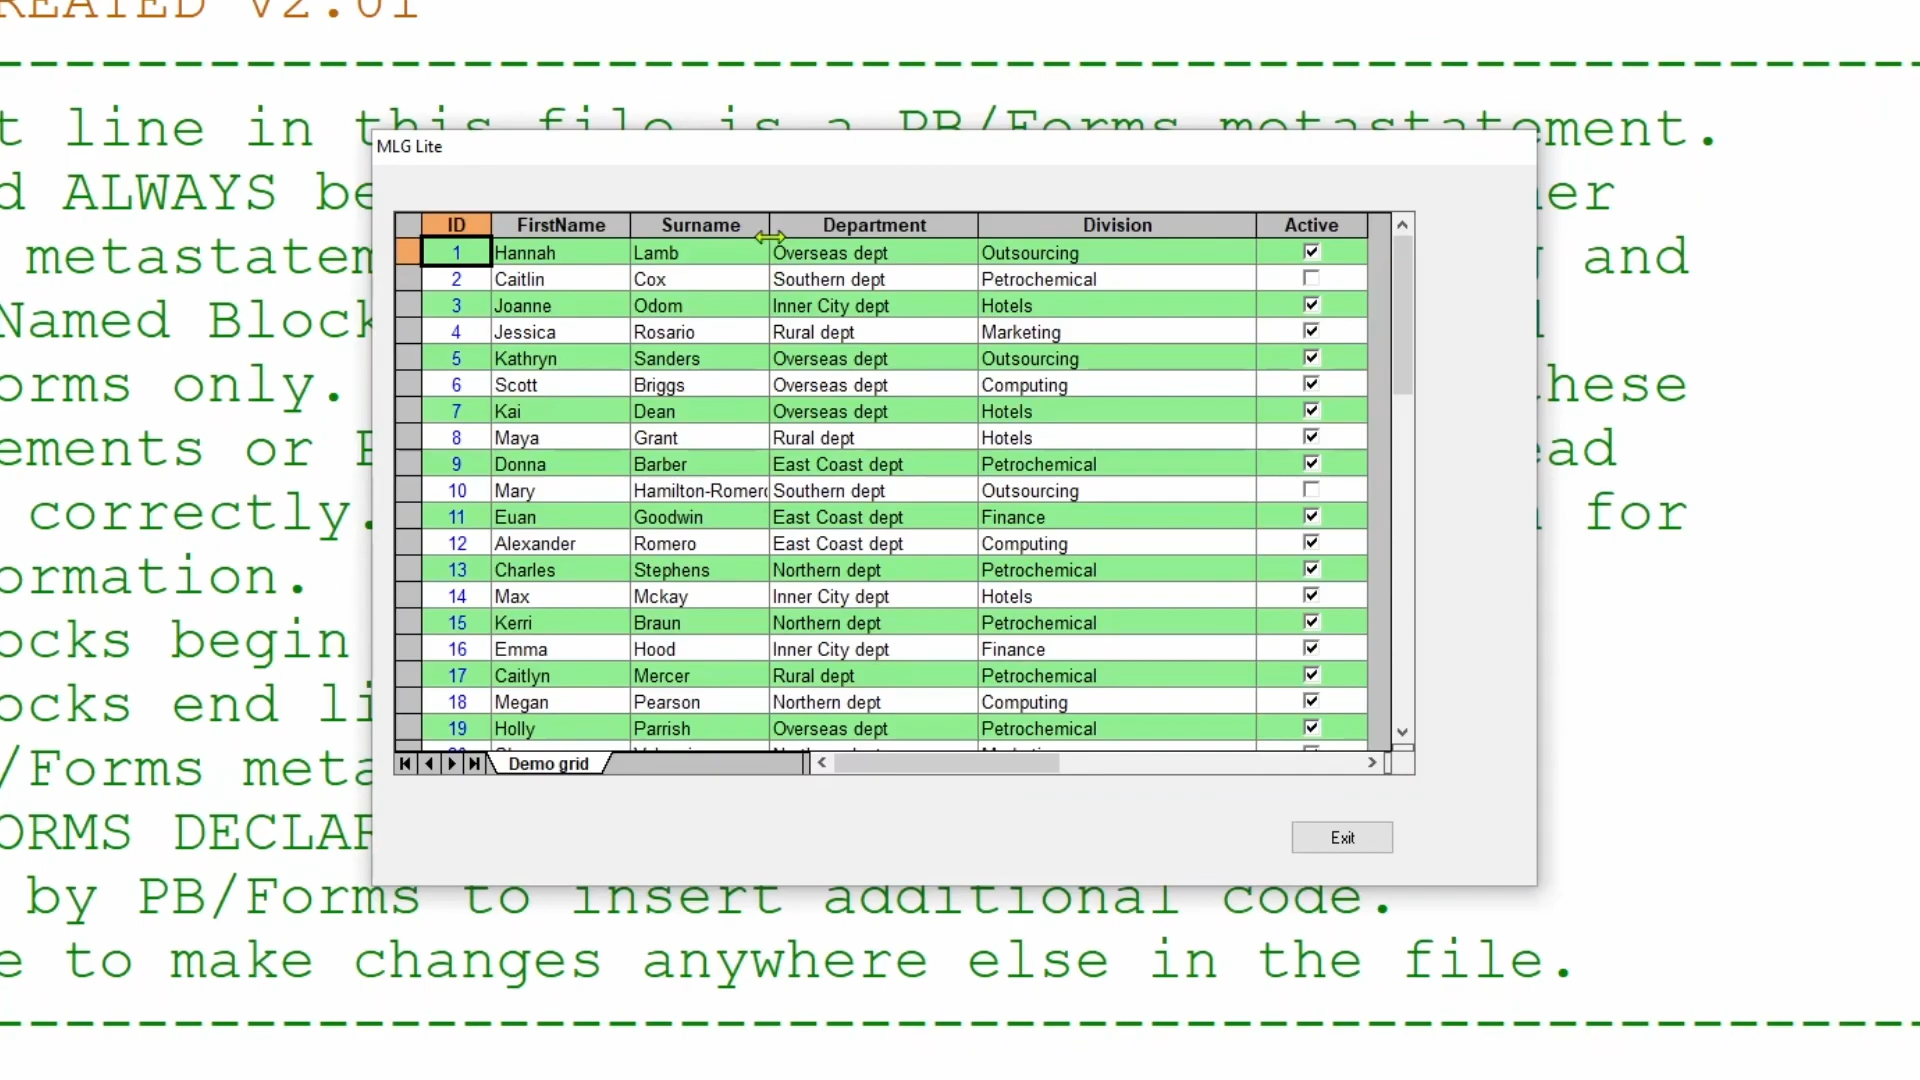 CREATED V2.01
t line in this file is a PB/Forms metastatement.
MLG Lite
d ALWAYS be
er
metastatem
and
Named Block
orms only.
hese
ements or
ead
correctly.
for
ormation.
ocks begin
ocks end li
/Forms meta
ORMS DECLAR
ID FirstName Surname Department Division Active
1 Hannah Lamb Overseas dept Outsourcing
2 Caitlin Cox Southern dept Petrochemical
3 Joanne Odom Inner City dept Hotels
4 Jessica Rosario Rural dept Marketing
5 Kathryn Sanders Overseas dept Outsourcing
6 Scott Briggs Overseas dept Computing
7 Kai Dean Overseas dept Hotels
8 Maya Grant Rural dept Hotels
9 Donna Barber East Coast dept Petrochemical
10 Mary Hamilton-Romero Southern dept Outsourcing
11 Euan Goodwin East Coast dept Finance
12 Alexander Romero East Coast dept Computing
13 Charles Stephens Northern dept Petrochemical
14 Max Mckay Inner City dept Hotels
15 Kerri Braun Northern dept Petrochemical
16 Emma Hood Inner City dept Finance
17 Caitlyn Mercer Rural dept Petrochemical
18 Megan Pearson Northern dept Computing
19 Holly Parrish Overseas dept Petrochemical
Demo grid
Exit
by PB/Forms to insert additional code.
e to make changes anywhere else in the file.